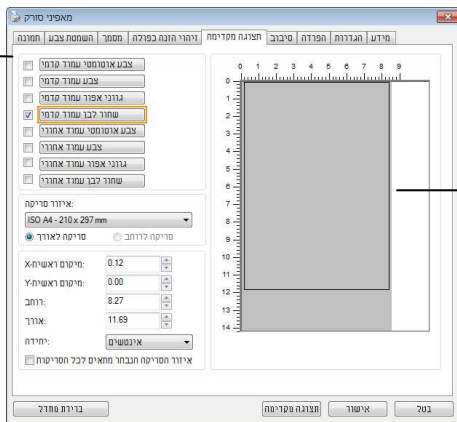 מאפיני סורק
תמונה השמטת צבע מסמך זיהוי הזנה כפולה תצוגה מקדימה סיבוב הפרדה הגדרות מידע
צבע אוטומטי עמוד קדמי
צבע עמוד קדמי
גווני אפור עמוד קדמי
שחור לבן עמוד קדמי
צבע אוטומטי עמוד אחורי
צבע עמוד אחורי
גווני אפור עמוד אחורי
שחור לבן עמוד אחורי
איזור סריקה:
ISO A4 - 210 x 297 mm
סריקה לאורך סריקה לרוחב
מיקום ראשית-X: 0.12
מיקום ראשית-Y: 0.00
רוחב: 8.27
אורך: 11.69
יחידה: אינטשים
איזור הסריקה הנבחר מתאים לכל הסריקות
0 1 2 3 4 5 6 7 8 9
0
1
2
3
4
5
6
7
8
9
10
11
12
13
14
ברירת מחדל תצוגה מקדימה אישור בטל